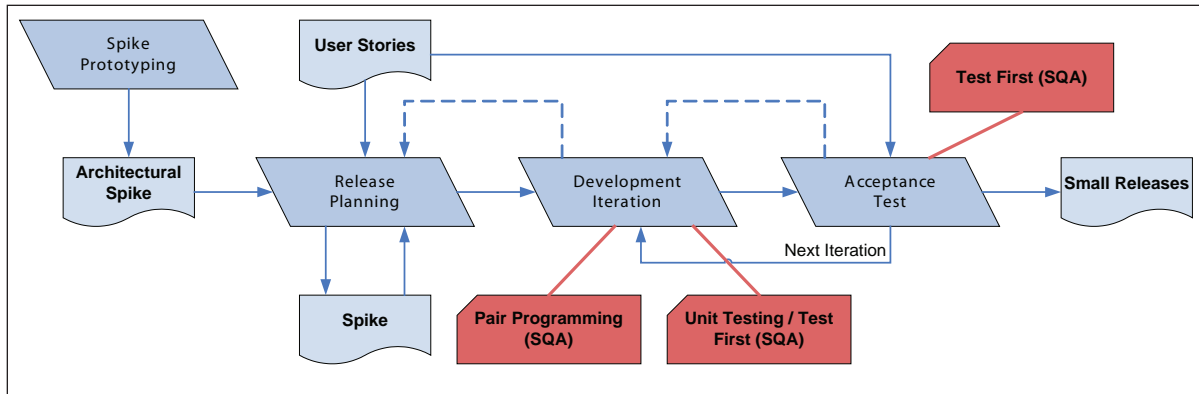 Spike
Prototyping
User Stories
Test First (SQA)
Architectural
Spike
Release
Planning
Development
Iteration
Acceptance
Test
Small Releases
Next Iteration
Spike
Pair Programming
(SQA)
Unit Testing / Test
First (SQA)